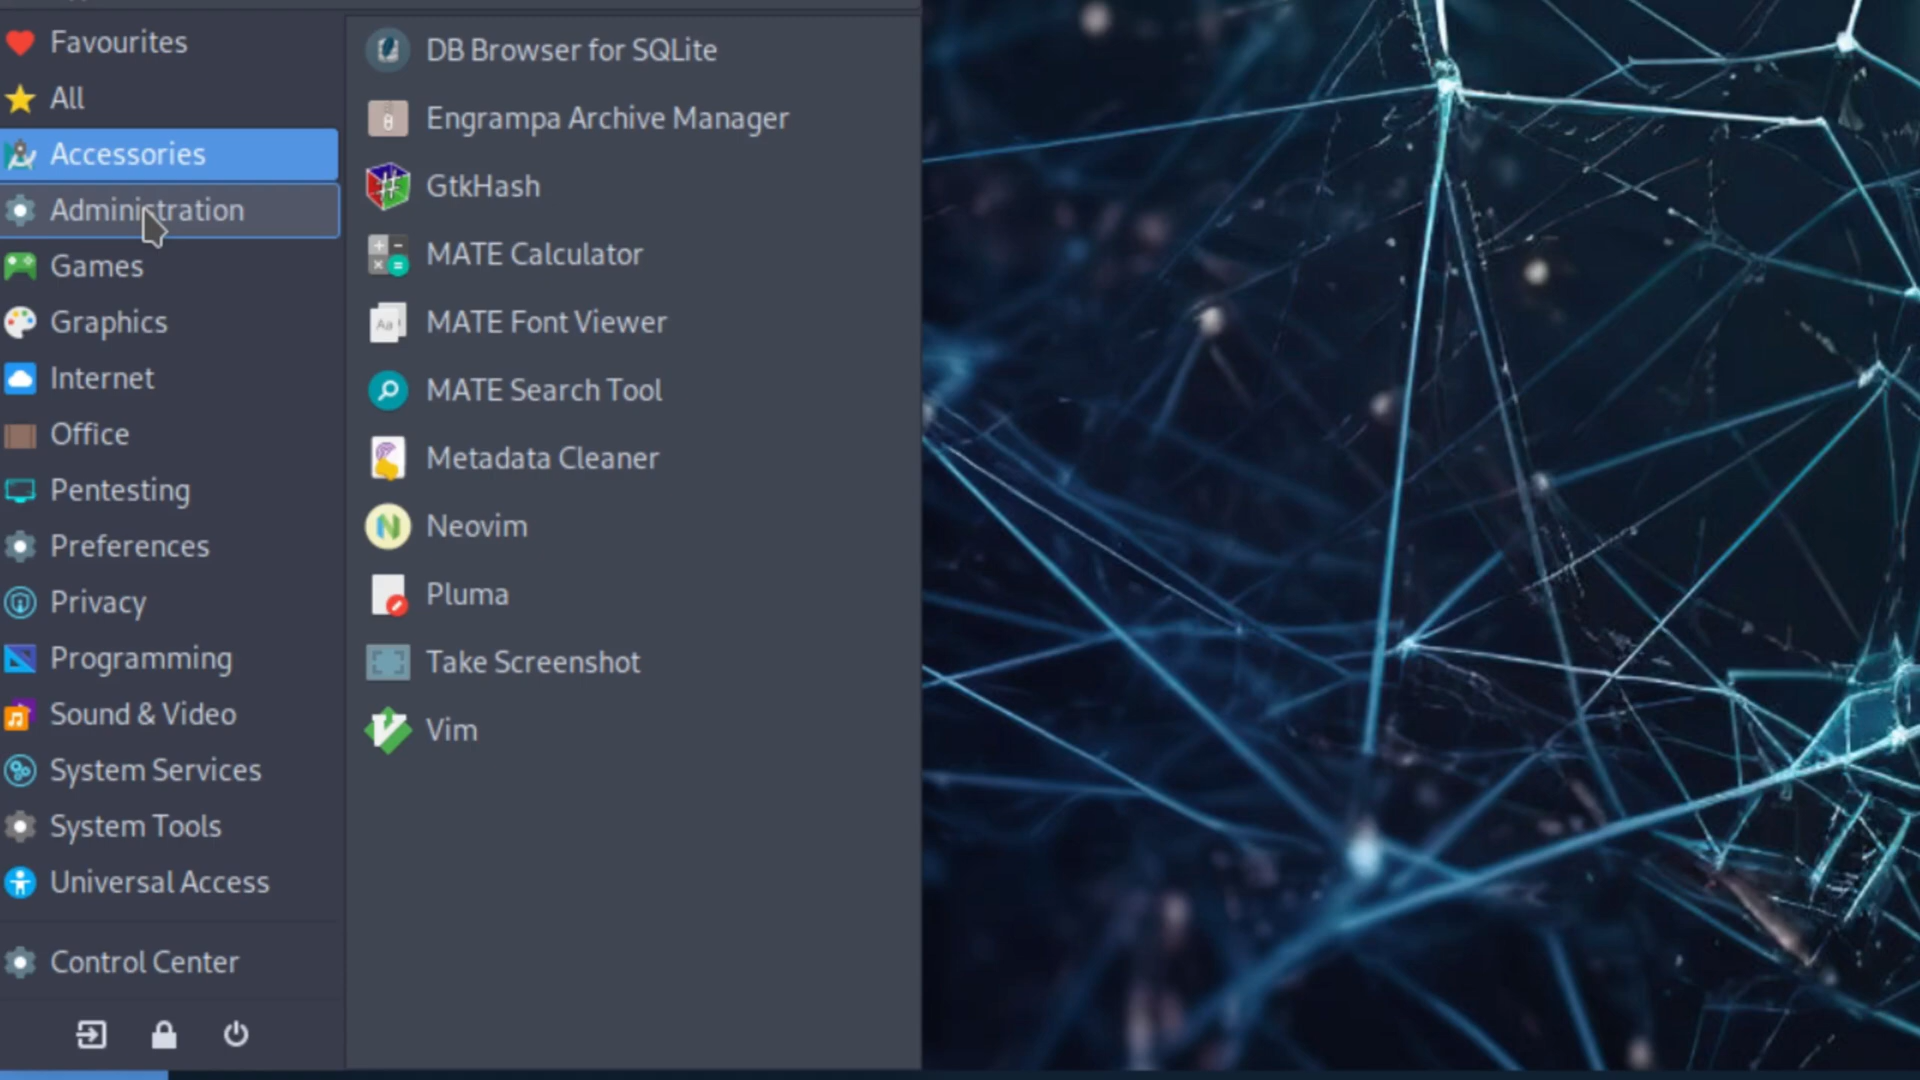 Favourites
All
Accessories
Administration
Games
Graphics
Internet
Office
Pentesting
Preferences
Privacy
Programming
Sound & Video
System Services
System Tools
Universal Access
Control Center
DB Browser for SQLite
Engrampa Archive Manager
GtkHash
MATE Calculator
MATE Font Viewer
MATE Search Tool
Metadata Cleaner
Neovim
Pluma
Take Screenshot
Vim